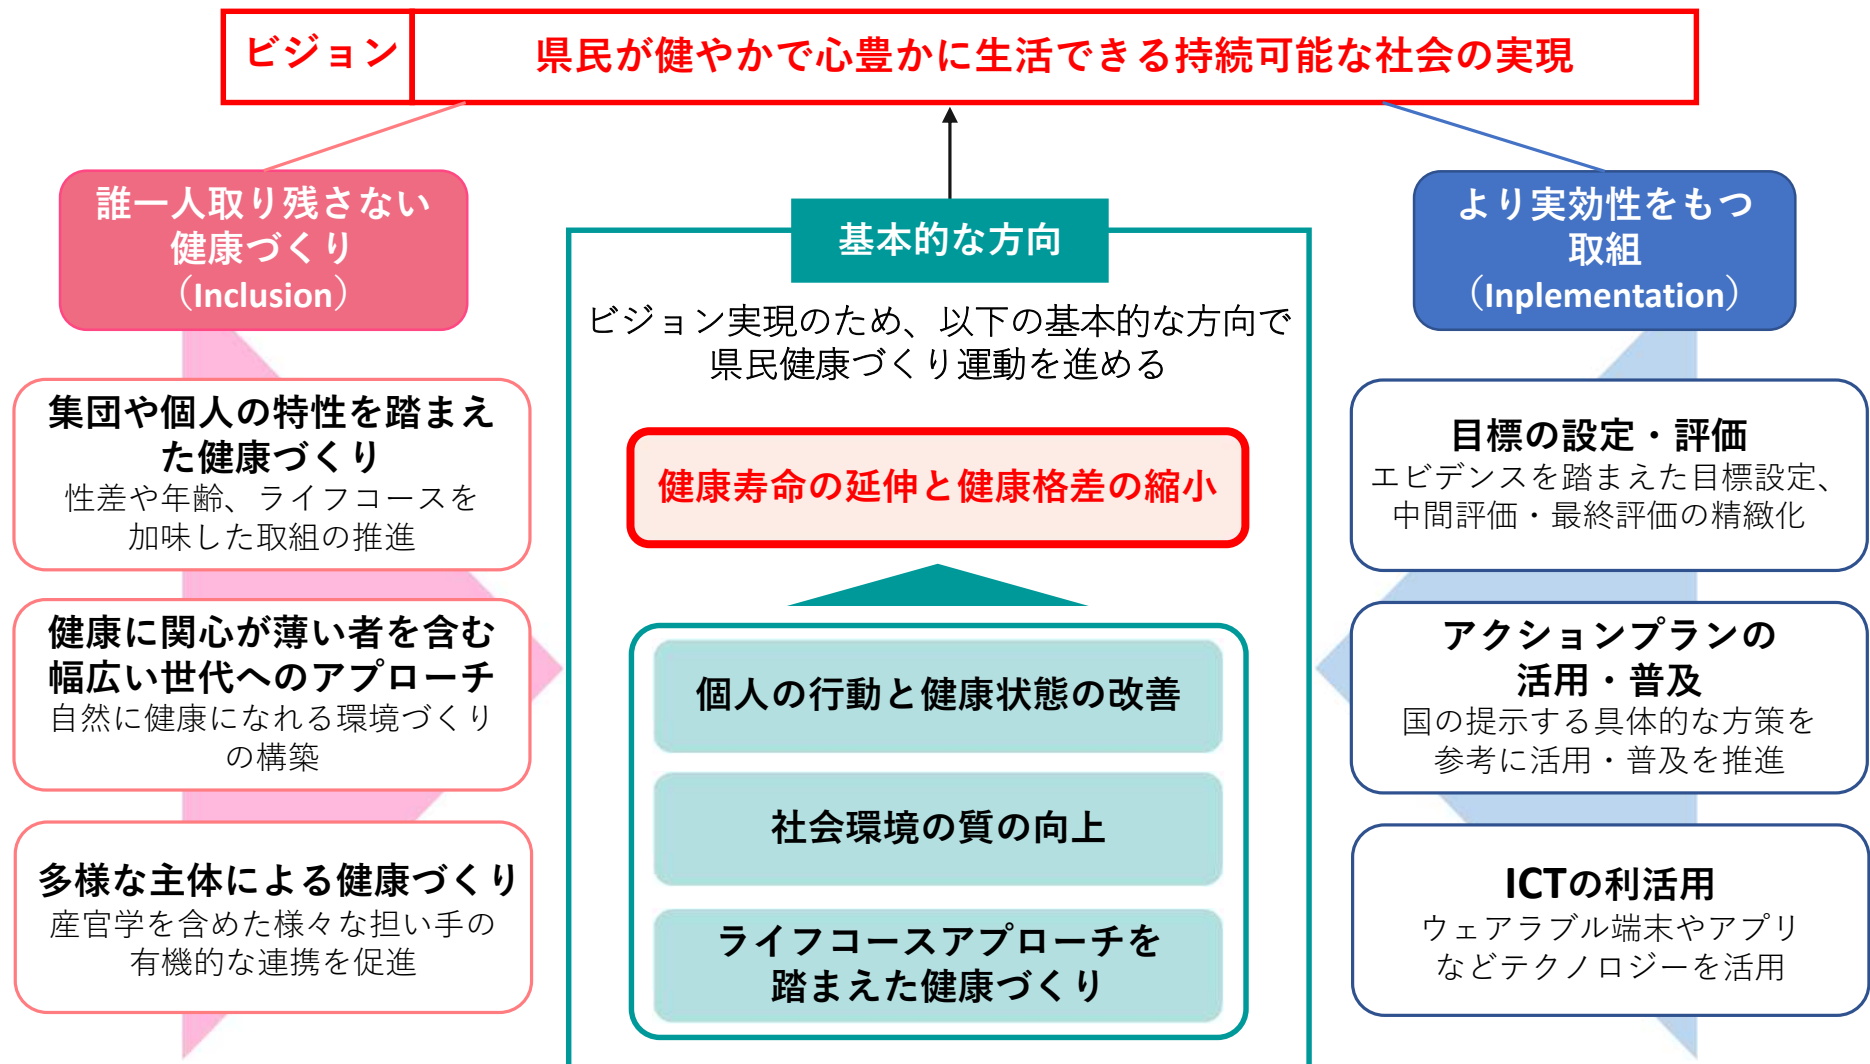 ビジョン
県民が健やかで心豊かに生活できる持続可能な社会の実現
誰一人取り残さない
健康づくり
（Inclusion）
集団や個人の特性を踏まえ
た健康づくり
性差や年齢、ライフコースを
加味した取組の推進
健康に関心が薄い者を含む
幅広い世代へのアプローチ
自然に健康になれる環境づくり
の構築
多様な主体による健康づくり
産官学を含めた様々な担い手の
有機的な連携を促進
基本的な方向
ビジョン実現のため、以下の基本的な方向で
県民健康づくり運動を進める
健康寿命の延伸と健康格差の縮小
個人の行動と健康状態の改善
社会環境の質の向上
ライフコースアプローチを
踏まえた健康づくり
より実効性をもつ
取組
（Inplementation）
目標の設定・評価
エビデンスを踏まえた目標設定、
中間評価・最終評価の精緻化
アクションプランの
活用・普及
国の提示する具体的な方策を
参考に活用・普及を推進
ICTの利活用
ウェアラブル端末やアプリ
などテクノロジーを活用